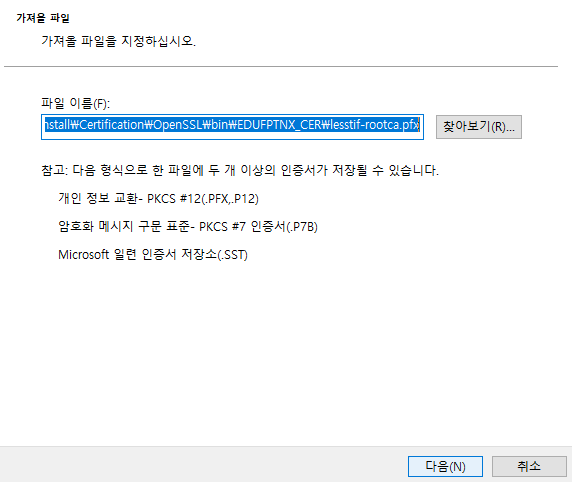 가져올 파일
가져올 파일을 지정하십시오.
파일 이름(F):
nstall₩Certification₩OpenSSL₩bin₩EDUFPTNX_CER₩lesstif-rootca.pfx
찾아보기(R)...
참고: 다음 형식으로 한 파일에 두 개 이상의 인증서가 저장될 수 있습니다.
개인 정보 교환- PKCS #12(.PFX,.P12)
암호화 메시지 구문 표준- PKCS #7 인증서(.P7B)
Microsoft 일련 인증서 저장소(.SST)
다음(N)
취소